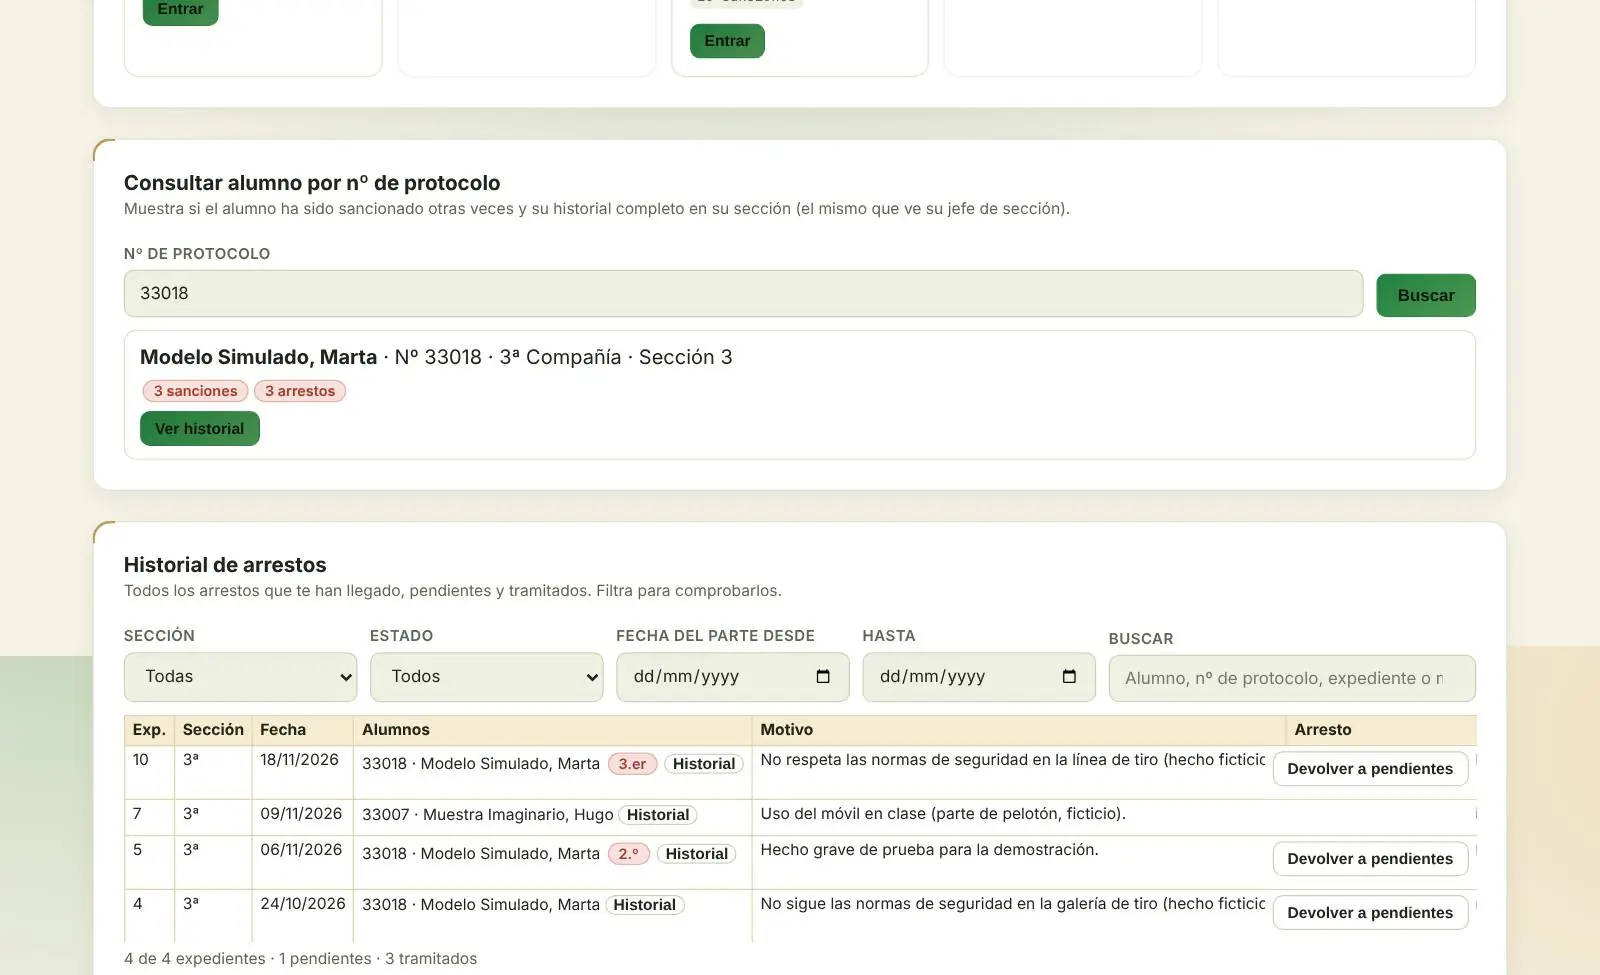 Entrar
Entrar
Consultar alumno por nº de protocolo
Muestra si el alumno ha sido sancionado otras veces y su historial completo en su sección (el mismo que ve su jefe de sección).
Nº DE PROTOCOLO
33018
Buscar
Modelo Simulado, Marta · Nº 33018 · 3ª Compañía · Sección 3
3 sanciones 3 arrestos
Ver historial
Historial de arrestos
Todos los arrestos que te han llegado, pendientes y tramitados. Filtra para comprobarlos.
SECCIÓN ESTADO FECHA DEL PARTE DESDE HASTA BUSCAR
Todas Todos dd/mm/yyyy dd/mm/yyyy Alumno, nº de protocolo, expediente o
Exp. Sección Fecha Alumnos Motivo Arresto
10 3ª 18/11/2026 33018 · Modelo Simulado, Marta 3.er Historial No respeta las normas de seguridad en la línea de tiro (hecho ficticio Devolver a pendientes
7 3ª 09/11/2026 33007 · Muestra Imaginario, Hugo Historial Uso del móvil en clase (parte de pelotón, ficticio).
5 3ª 06/11/2026 33018 · Modelo Simulado, Marta 2.º Historial Hecho grave de prueba para la demostración. Devolver a pendientes
4 3ª 24/10/2026 33018 · Modelo Simulado, Marta Historial No sigue las normas de seguridad en la galería de tiro (hecho ficticio Devolver a pendientes
4 de 4 expedientes · 1 pendientes · 3 tramitados